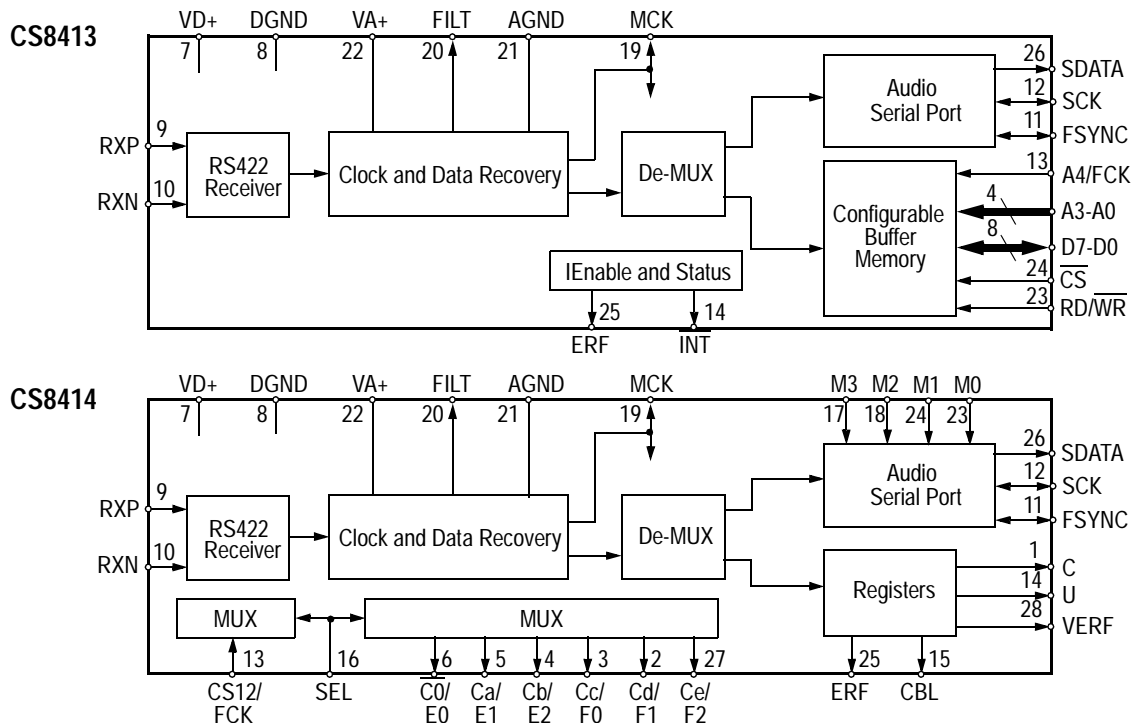 CS8413
VD+ DGND VA+ FILT AGND MCK
7 8 22 20 21 19
RXP 9
RXN 10
RS422
Receiver
Clock and Data Recovery
De-MUX
Audio
Serial Port
26 SDATA
12 SCK
11 FSYNC
Configurable
Buffer
Memory
13 A4/FCK
4 A3-A0
8 D7-D0
24 CS
23 RD/WR
IEnable and Status
25 14
ERF INT
CS8414
VD+ DGND VA+ FILT AGND MCK M3 M2 M1 M0
7 8 22 20 21 19 17 18 24 23
RXP 9
RXN 10
RS422
Receiver
Clock and Data Recovery
De-MUX
Audio
Serial Port
26 SDATA
12 SCK
11 FSYNC
Registers
1 C
14 U
28 VERF
MUX MUX
13 16 6 5 4 3 2 27 25 15
CS12/ SEL C0/ Ca/ Cb/ Cc/ Cd/ Ce/ ERF CBL
FCK E0 E1 E2 F0 F1 F2